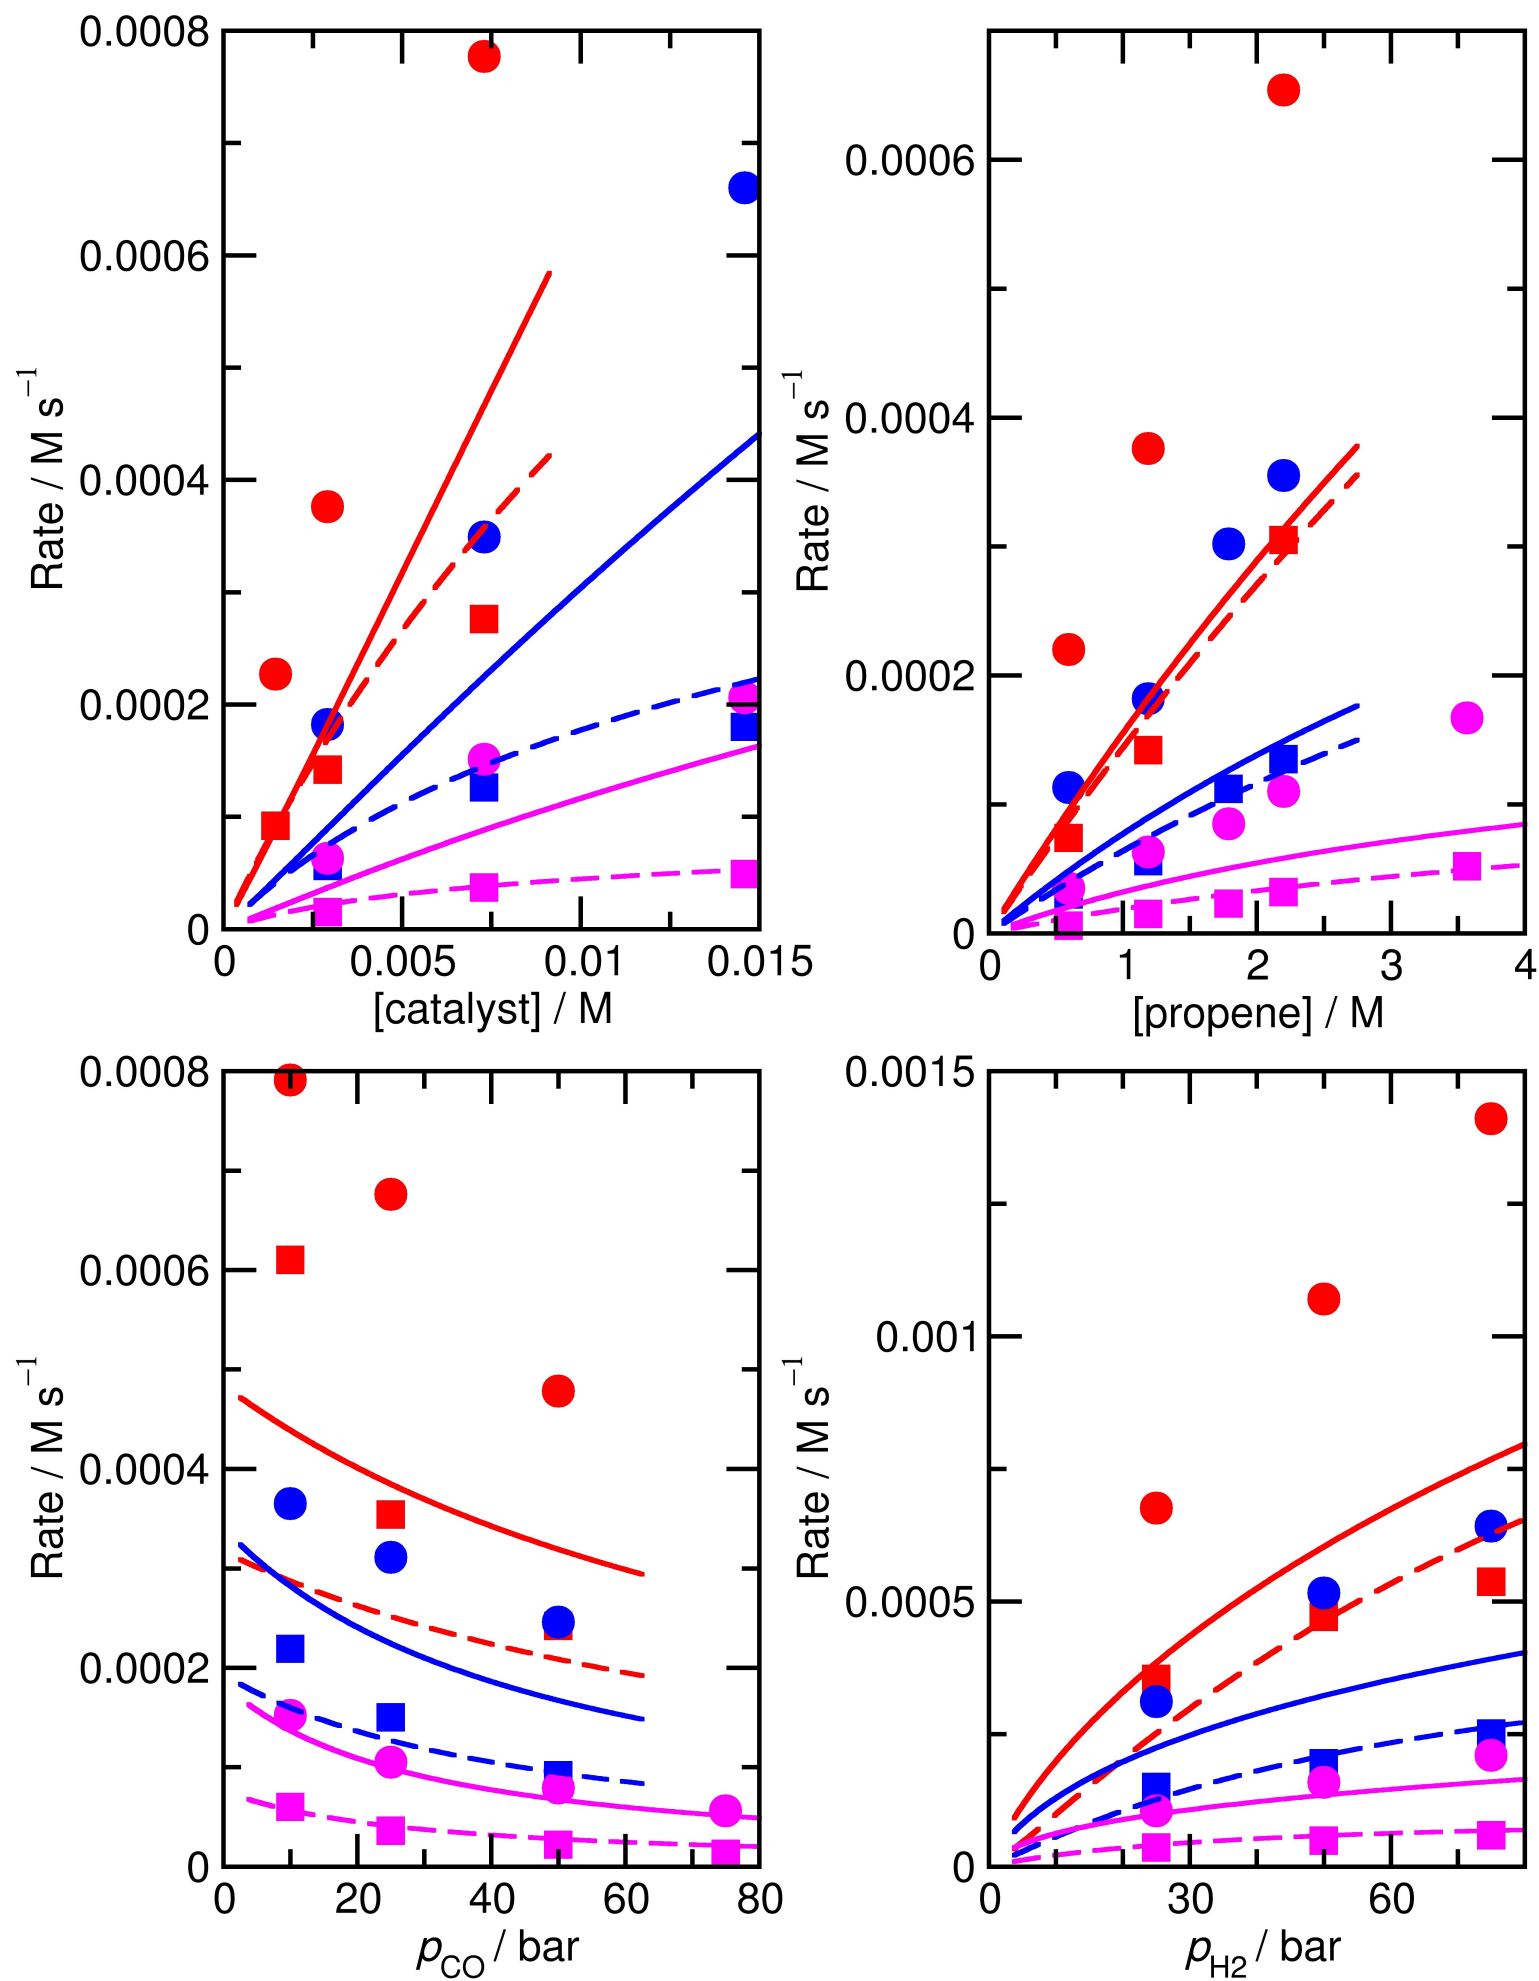 0.0008
0.0006
0.0004
0.0002
0
Rate / M s⁻¹
0 0.005 0.01 0.015
[catalyst] / M
0.0006
0.0004
0.0002
0
Rate / M s⁻¹
0 1 2 3 4
[propene] / M
0.0008
0.0006
0.0004
0.0002
0
Rate / M s⁻¹
0 20 40 60 80
pCO / bar
0.0015
0.001
0.0005
0
Rate / M s⁻¹
0 30 60
pH2 / bar